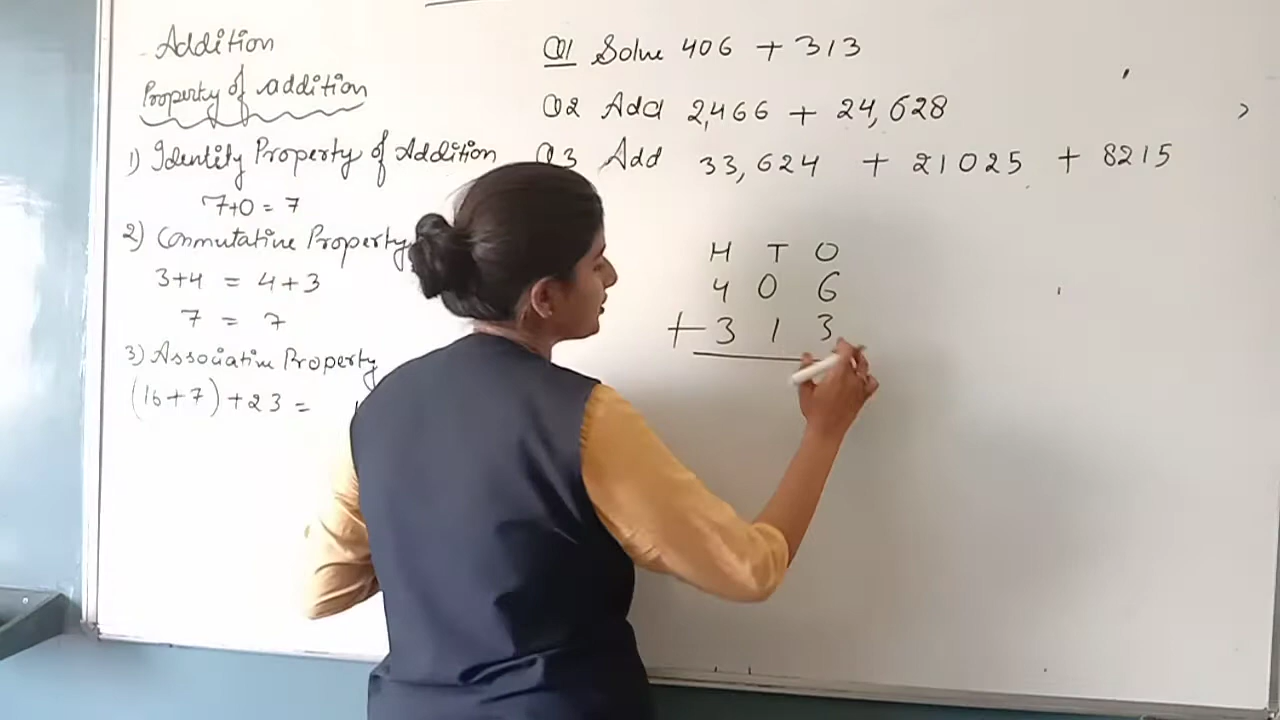 Addition
Property of addition
1) Identity Property of Addition
7+0 = 7
2) Commutative Property
3+4 = 4+3
7 = 7
3) Associative Property
(16+7) +23 =
Q1 Solve 406 + 313
Q2 Add 2,466 + 24,628
Q3 Add 33,624 + 21025 + 8215
H T O
4 0 6
+ 3 1 3